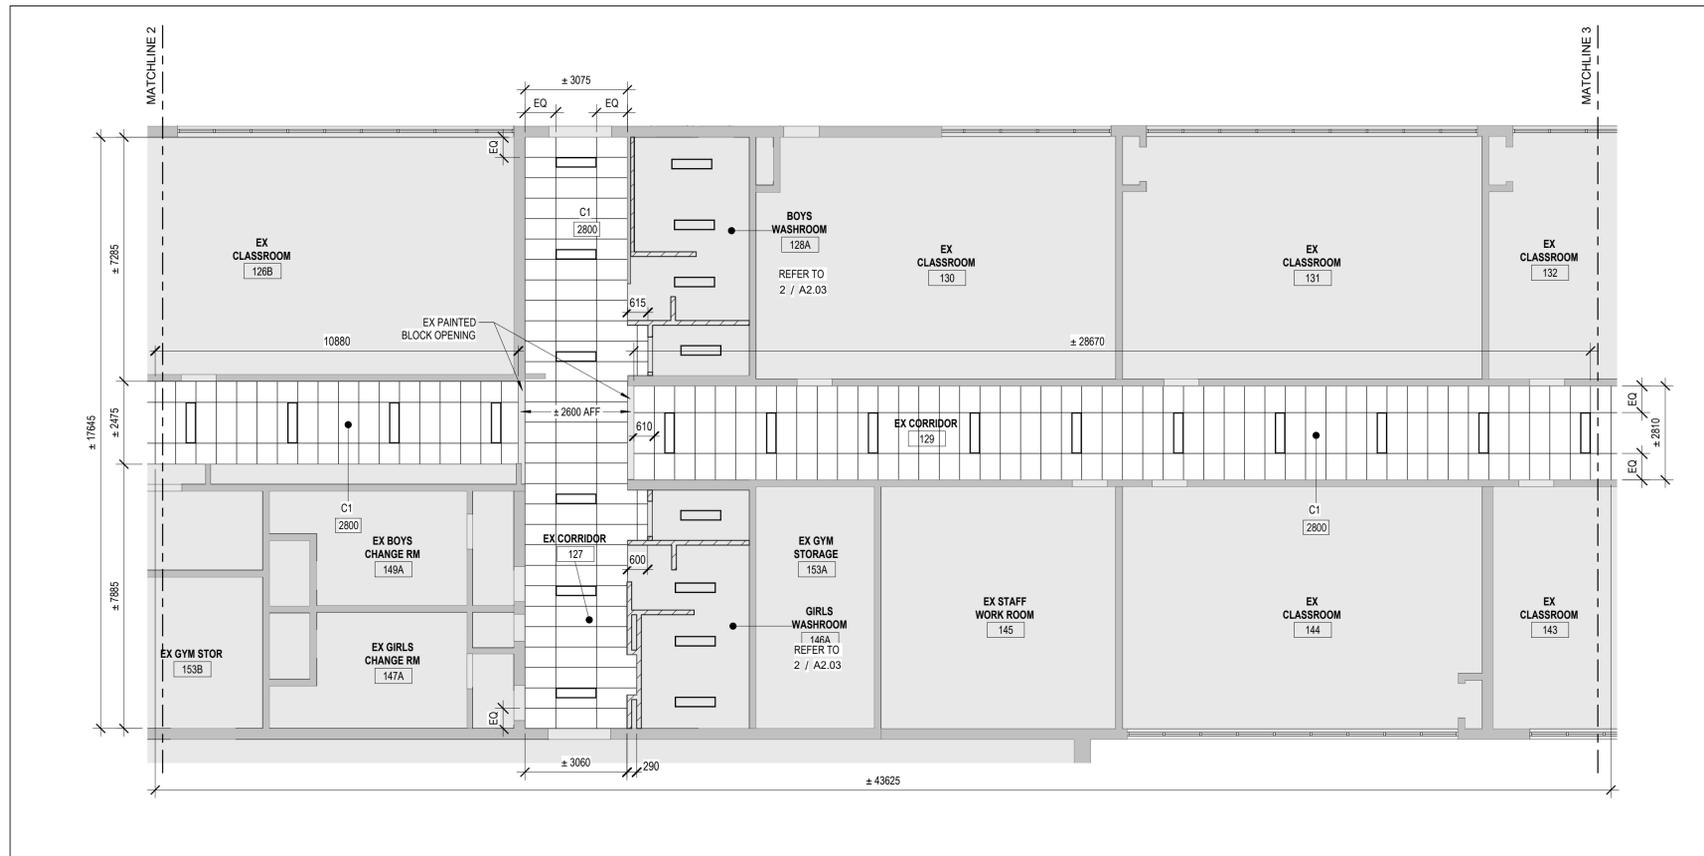 MATCHLINE 2
MATCHLINE 3
± 3075
EQ
EQ
EQ
C1
2800
BOYS
WASHROOM
128A
REFER TO
2 / A2.03
EX
CLASSROOM
126B
EX
CLASSROOM
130
EX
CLASSROOM
131
EX
CLASSROOM
132
± 7285
615
EX PAINTED
BLOCK OPENING
10880
± 28670
± 17645
± 2475
± 2600 AFF
610
EX CORRIDOR
129
EQ
EQ
± 2810
C1
2800
C1
2800
EX BOYS
CHANGE RM
149A
EX CORRIDOR
127
600
EX GYM
STORAGE
153A
± 7885
GIRLS
WASHROOM
146A
REFER TO
2 / A2.03
EX STAFF
WORK ROOM
145
EX
CLASSROOM
144
EX
CLASSROOM
143
EX GYM STOR
153B
EX GIRLS
CHANGE RM
147A
EQ
± 3060
290
± 43625